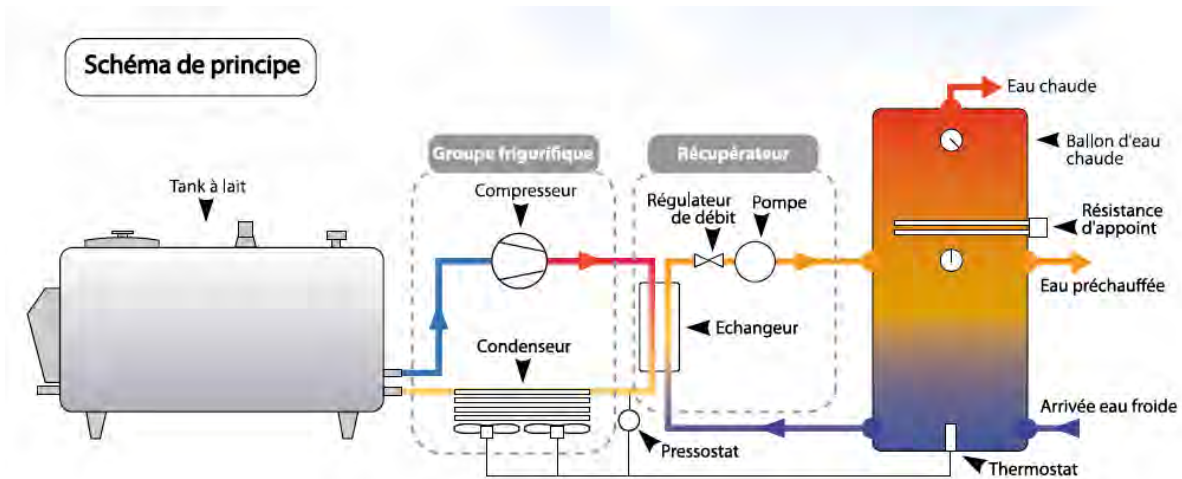 Schéma de principe
Eau chaude
Ballon d'eau
chaude
Groupe frigurifique
Récupérateur
Tank à lait
Compresseur
Régulateur
de débit
Pompe
Résistance
d'appoint
Eau préchauffée
Echangeur
Condenseur
Arrivée eau froide
Pressostat
Thermostat